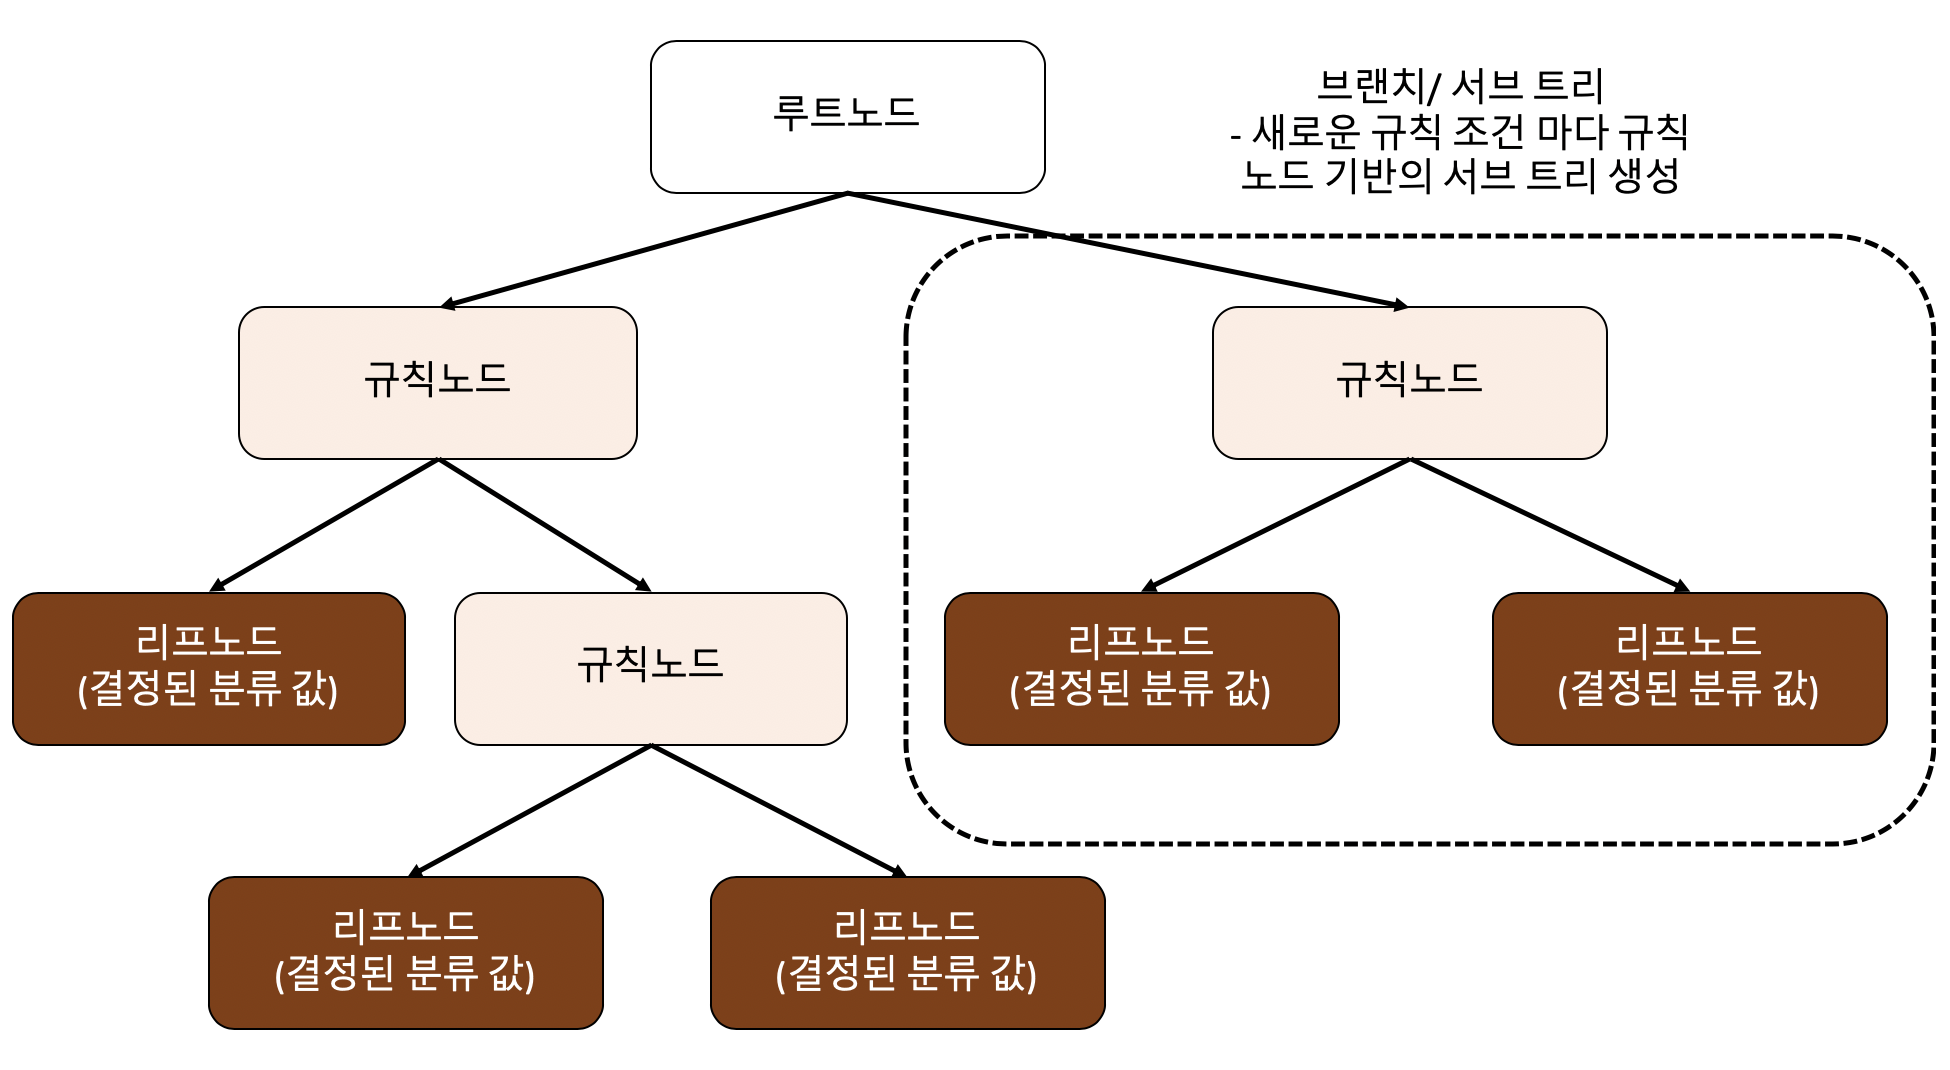 루트노드
브랜치/ 서브 트리
- 새로운 규칙 조건 마다 규칙
노드 기반의 서브 트리 생성
규칙노드
규칙노드
리프노드
(결정된 분류 값)
규칙노드
리프노드
(결정된 분류 값)
리프노드
(결정된 분류 값)
리프노드
(결정된 분류 값)
리프노드
(결정된 분류 값)